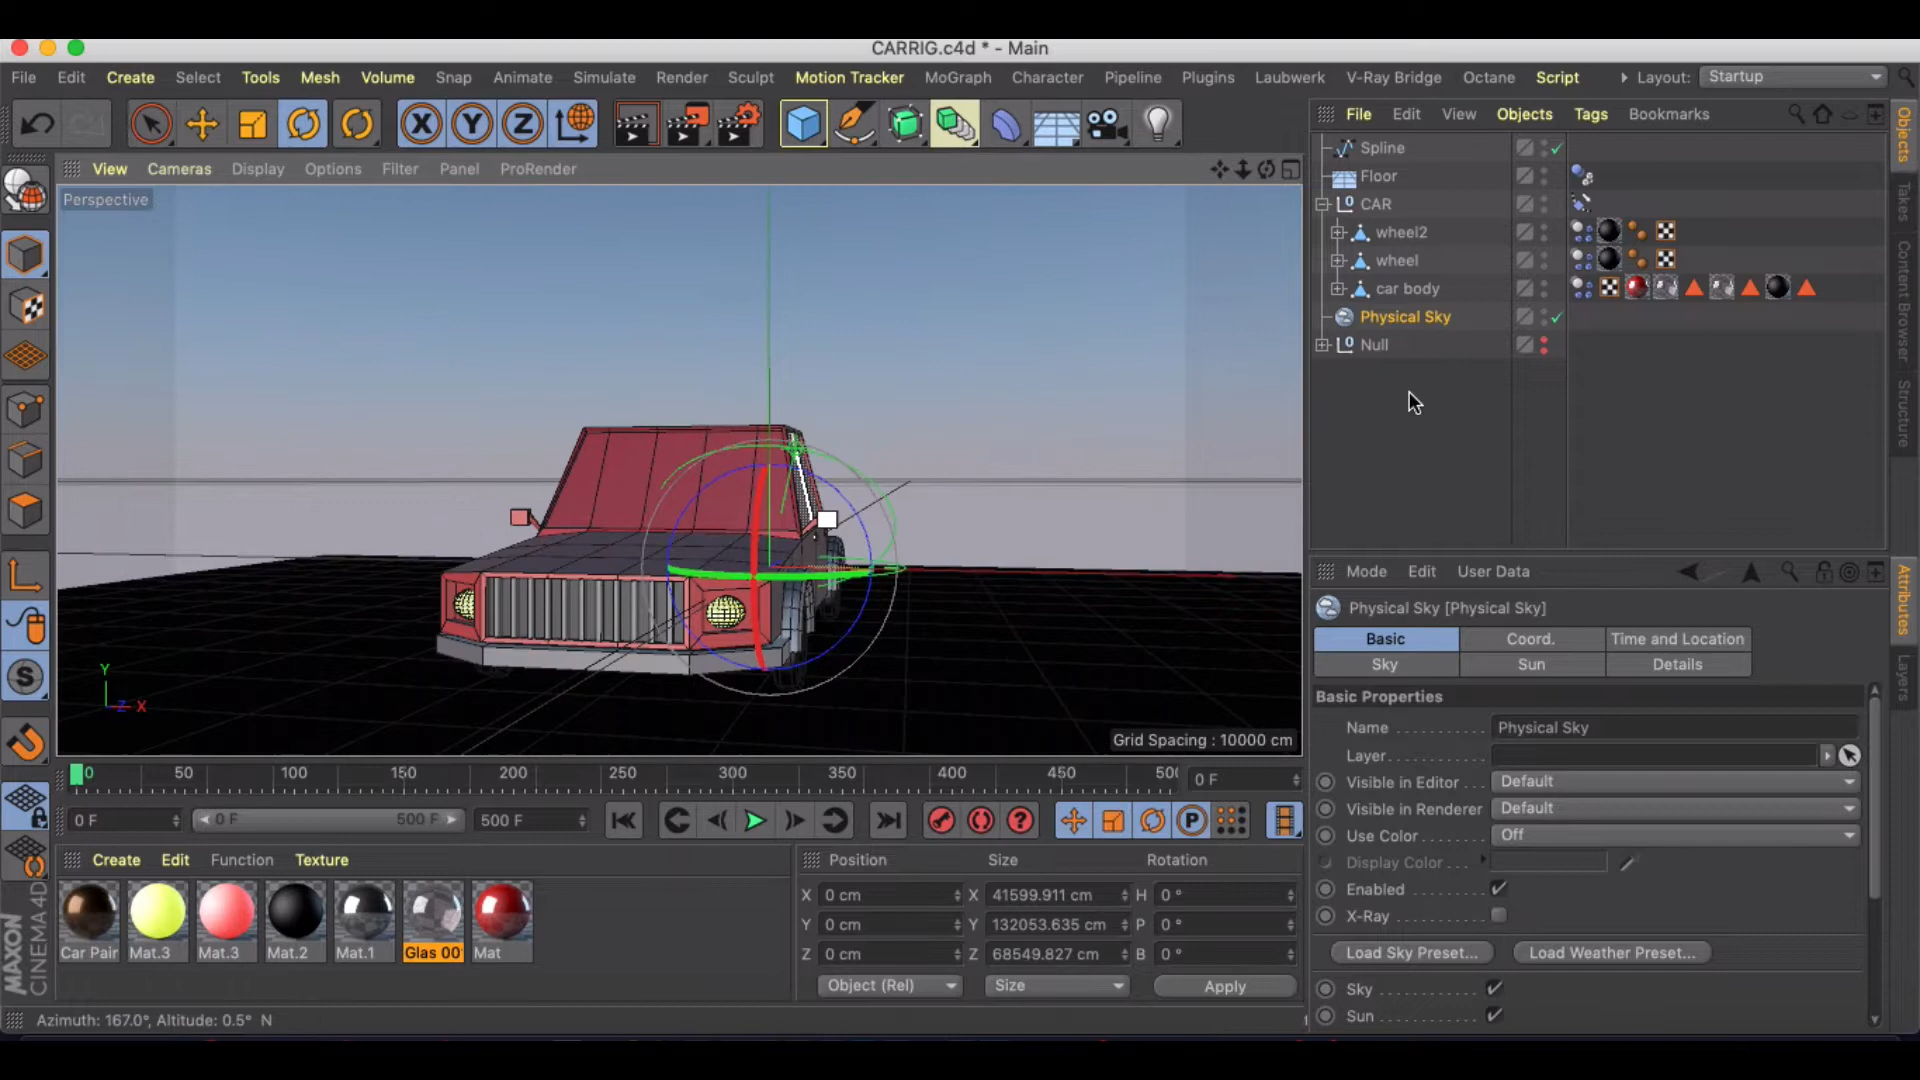 CARRIG.c4d * - Main
File Edit Create Select Tools Mesh Volume Snap Animate Simulate Render Sculpt Motion Tracker MoGraph Character Pipeline Plugins Laubwerk V-Ray Bridge Octane Script Layout: Startup
X Y Z
File Edit View Objects Tags Bookmarks
View Cameras Display Options Filter Panel ProRender
Perspective
Spline
Floor
CAR
wheel2
wheel
car body
Physical Sky
Null
Objects
Takes
Content Browser
Structure
Y
Z X
Grid Spacing : 10000 cm
Mode Edit User Data
Physical Sky [Physical Sky]
Basic Coord. Time and Location
Sky Sun Details
Basic Properties
Name Physical Sky
Layer
Visible in Editor Default
Visible in Renderer Default
Use Color Off
Display Color
Enabled
X-Ray
Load Sky Preset... Load Weather Preset...
Sky
Sun
Attributes
Layers
0 50 100 150 200 250 300 350 400 450 500 0 F
0 F 0 F 500 F 500 F
P
S
Create Edit Function Texture
Car Pair Mat.3 Mat.3 Mat.2 Mat.1 Glas 00 Mat
Position Size Rotation
X 0 cm X 41599.911 cm H 0 °
Y 0 cm Y 132053.635 cm P 0 °
Z 0 cm Z 68549.827 cm B 0 °
Object (Rel) Size Apply
MAXON
CINEMA 4D
Azimuth: 167.0°, Altitude: 0.5° N